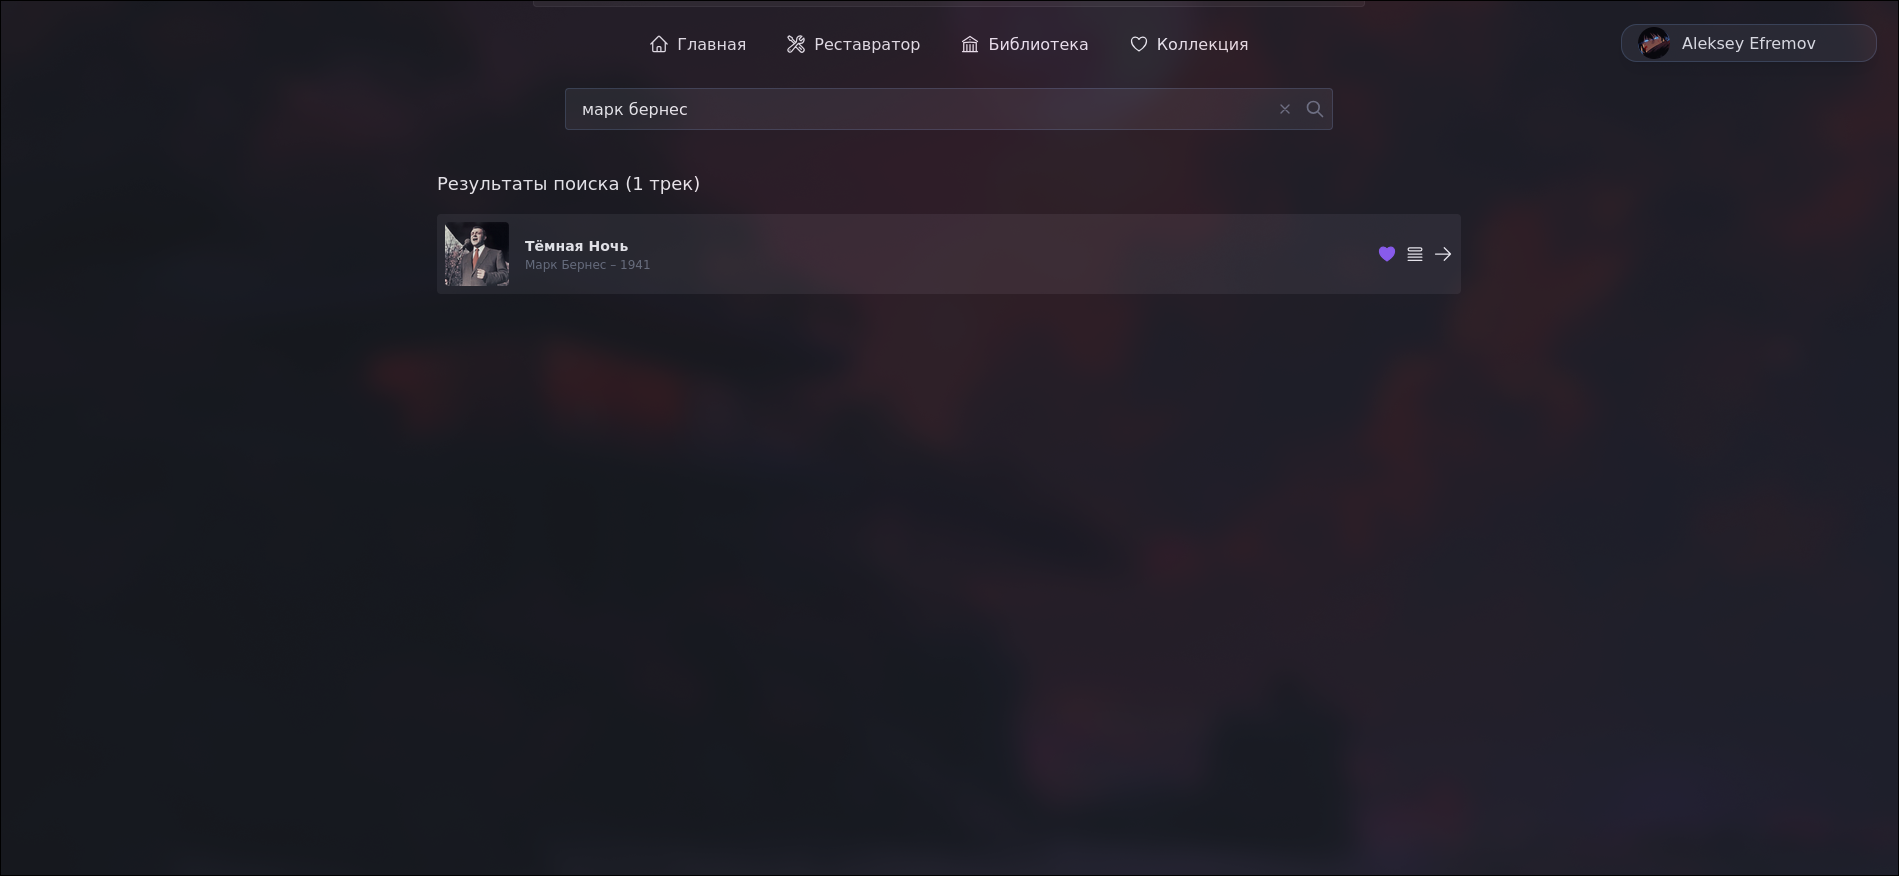 Главная Реставратор Библиотека Коллекция Aleksey Efremov
марк бернес
Результаты поиска (1 трек)
Тёмная Ночь
Марк Бернес – 1941